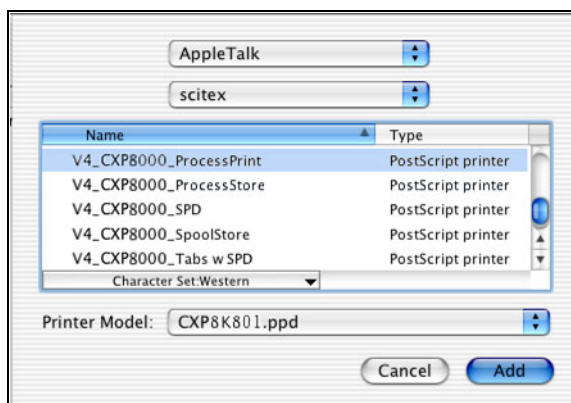 AppleTalk
scitex
Name Type
V4_CXP8000_ProcessPrint PostScript printer
V4_CXP8000_ProcessStore PostScript printer
V4_CXP8000_SPD PostScript printer
V4_CXP8000_SpoolStore PostScript printer
V4_CXP8000_Tabs w SPD PostScript printer
Character Set:Western
Printer Model: CXP8K801.ppd
Cancel Add